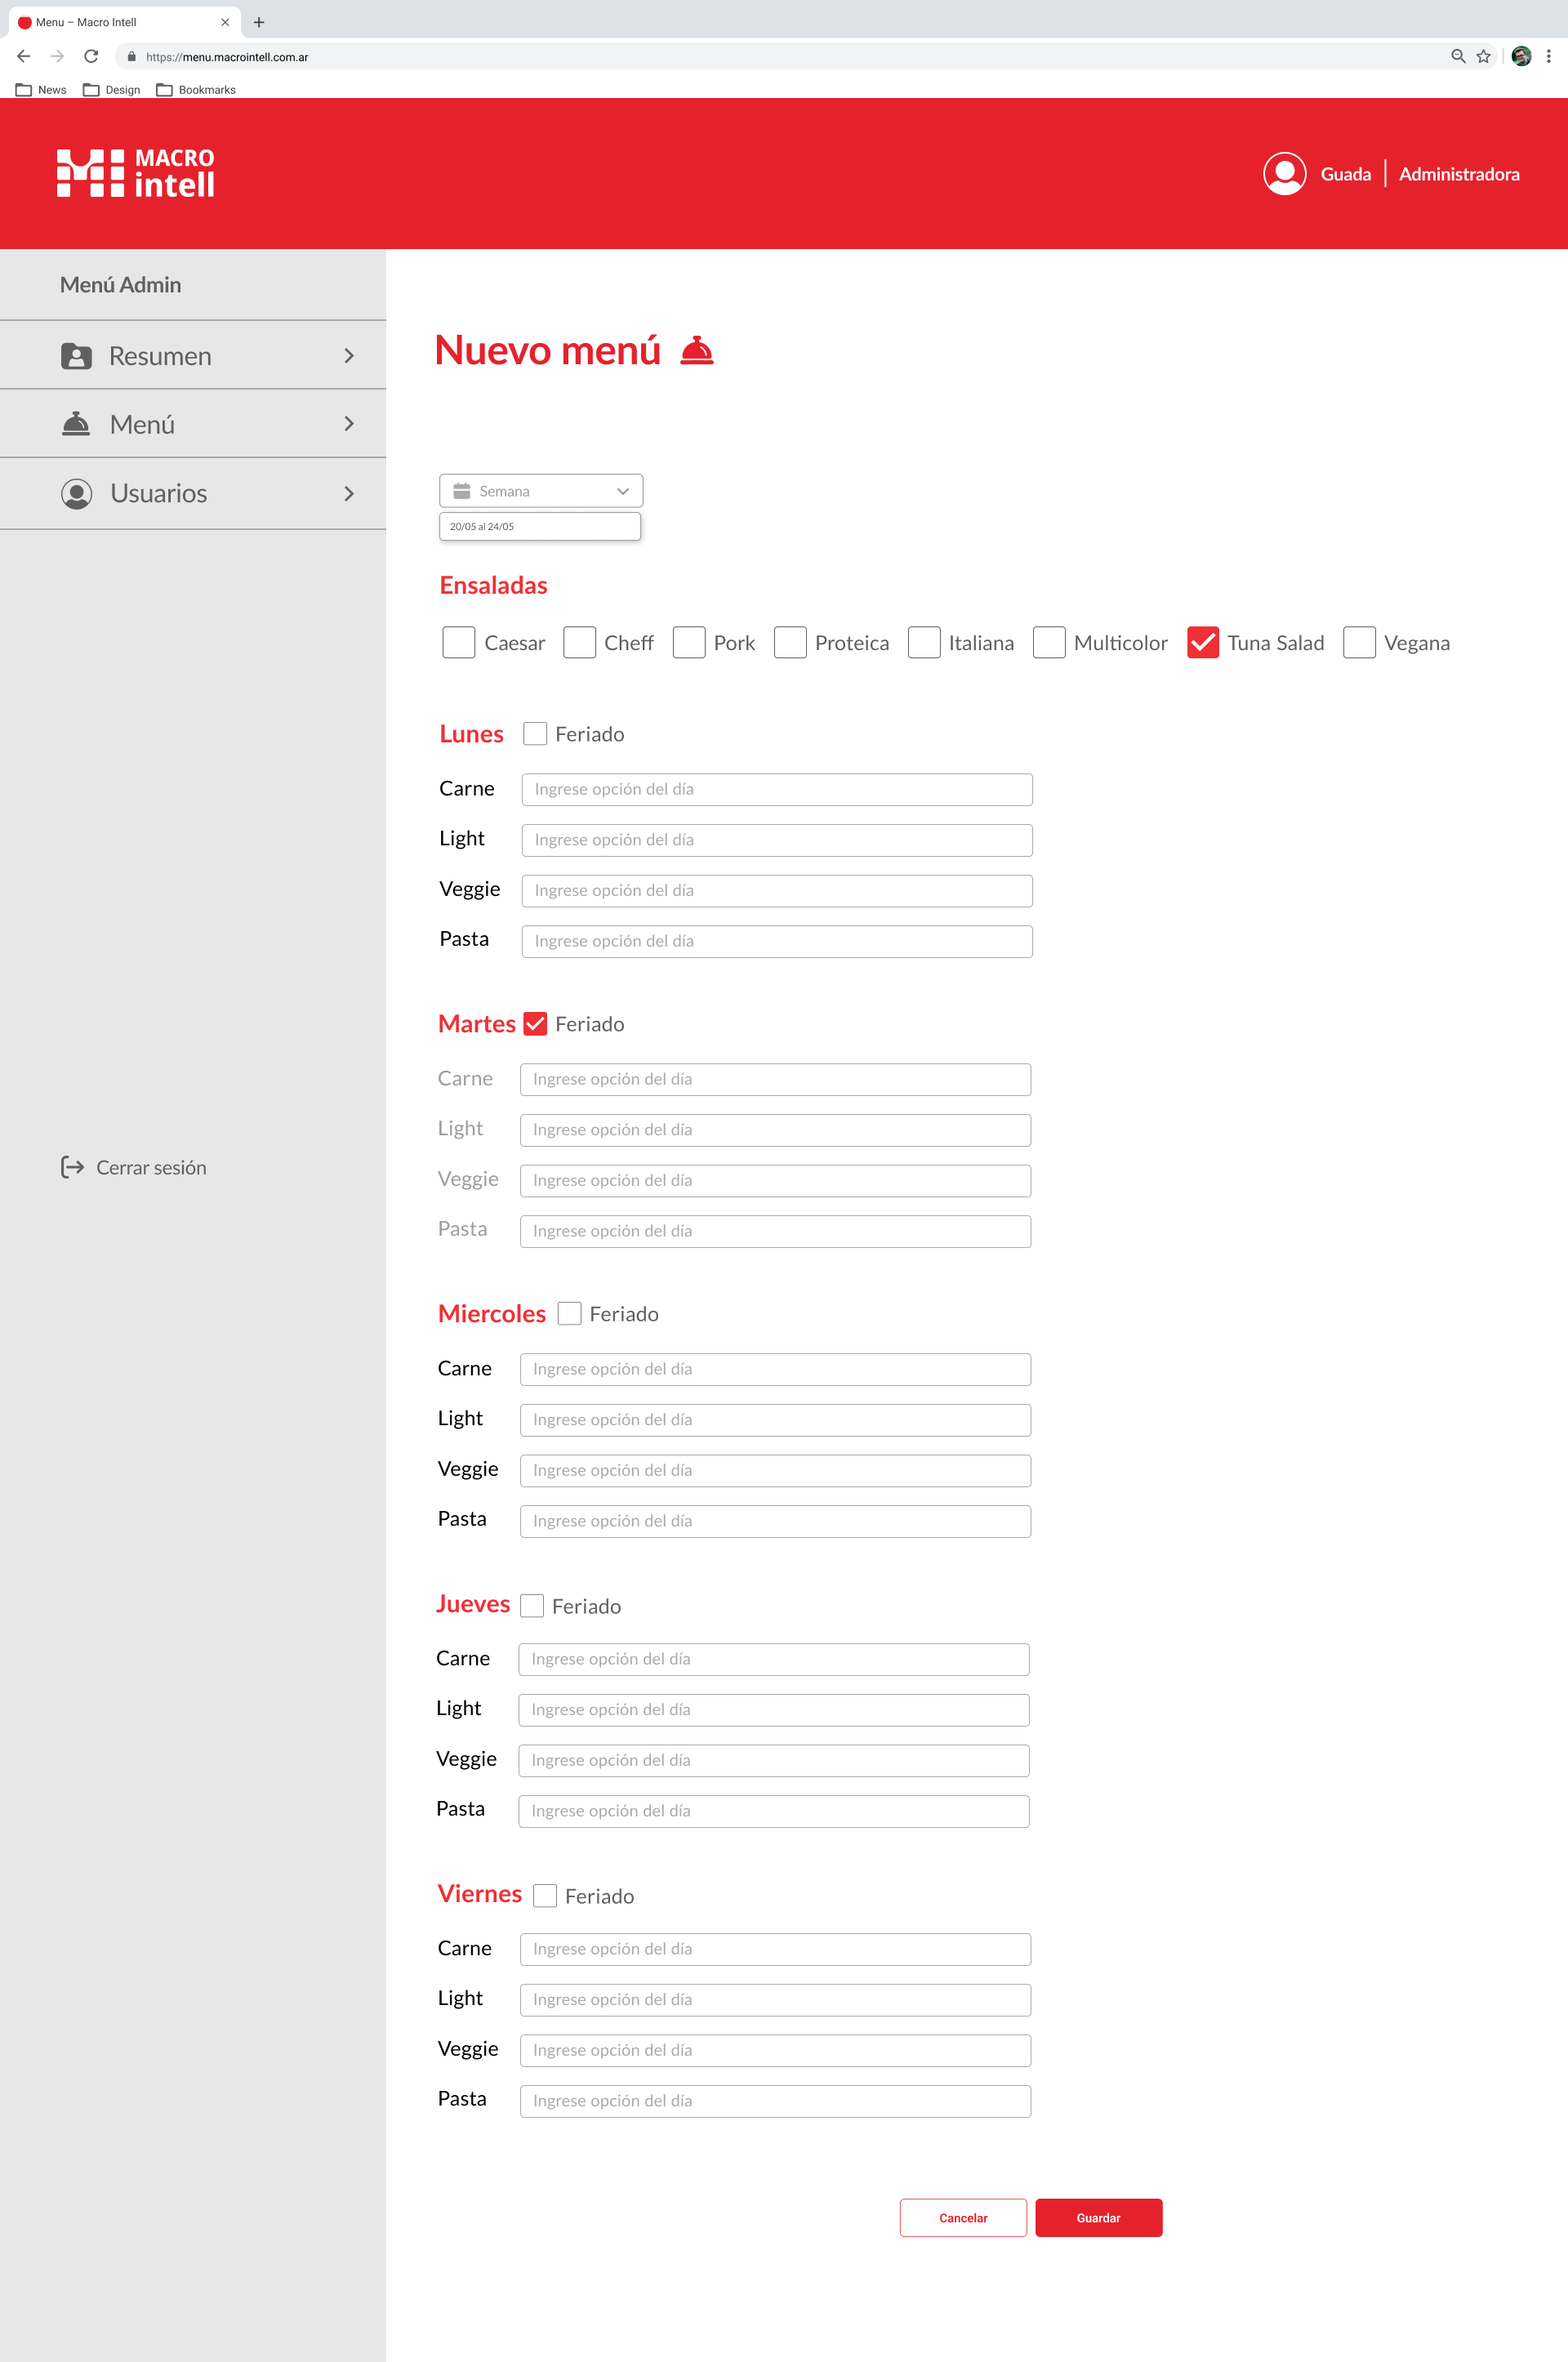 Menu – Macro Intell
https://menu.macrointell.com.ar
News Design Bookmarks
MACRO
intell
Guada Administradora
Menú Admin
Resumen
Menú
Usuarios
Cerrar sesión
Nuevo menú
Semana
20/05 al 24/05
Ensaladas
Caesar Cheff Pork Proteica Italiana Multicolor Tuna Salad Vegana
Lunes Feriado
Carne Ingrese opción del día
Light Ingrese opción del día
Veggie Ingrese opción del día
Pasta Ingrese opción del día
Martes Feriado
Carne Ingrese opción del día
Light Ingrese opción del día
Veggie Ingrese opción del día
Pasta Ingrese opción del día
Miercoles Feriado
Carne Ingrese opción del día
Light Ingrese opción del día
Veggie Ingrese opción del día
Pasta Ingrese opción del día
Jueves Feriado
Carne Ingrese opción del día
Light Ingrese opción del día
Veggie Ingrese opción del día
Pasta Ingrese opción del día
Viernes Feriado
Carne Ingrese opción del día
Light Ingrese opción del día
Veggie Ingrese opción del día
Pasta Ingrese opción del día
Cancelar Guardar